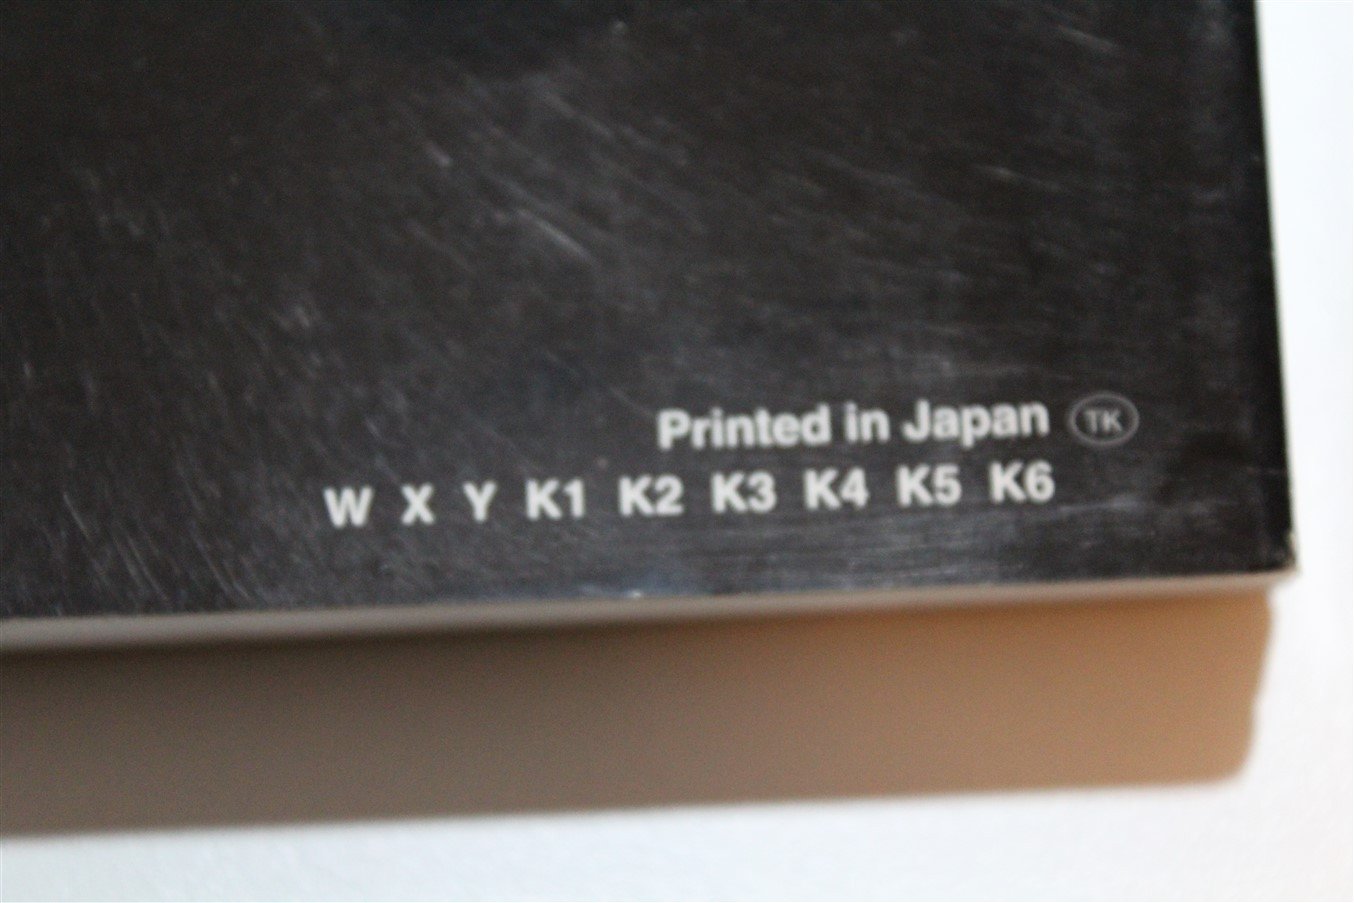 Printed in Japan TK
W X Y K1 K2 K3 K4 K5 K6